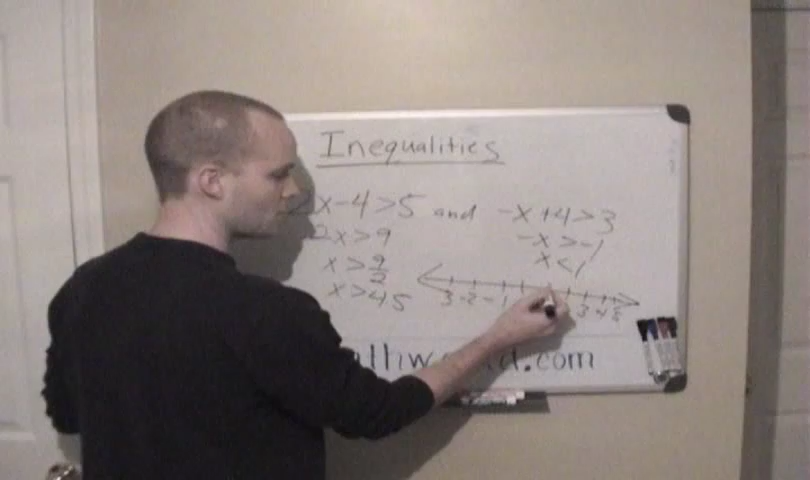 Inequalities
2x-4>5 and -x+4>3
2x>9
-x>-1
x>9/2
x<1
x>4.5
3 -2 -1 3 4 5
.com